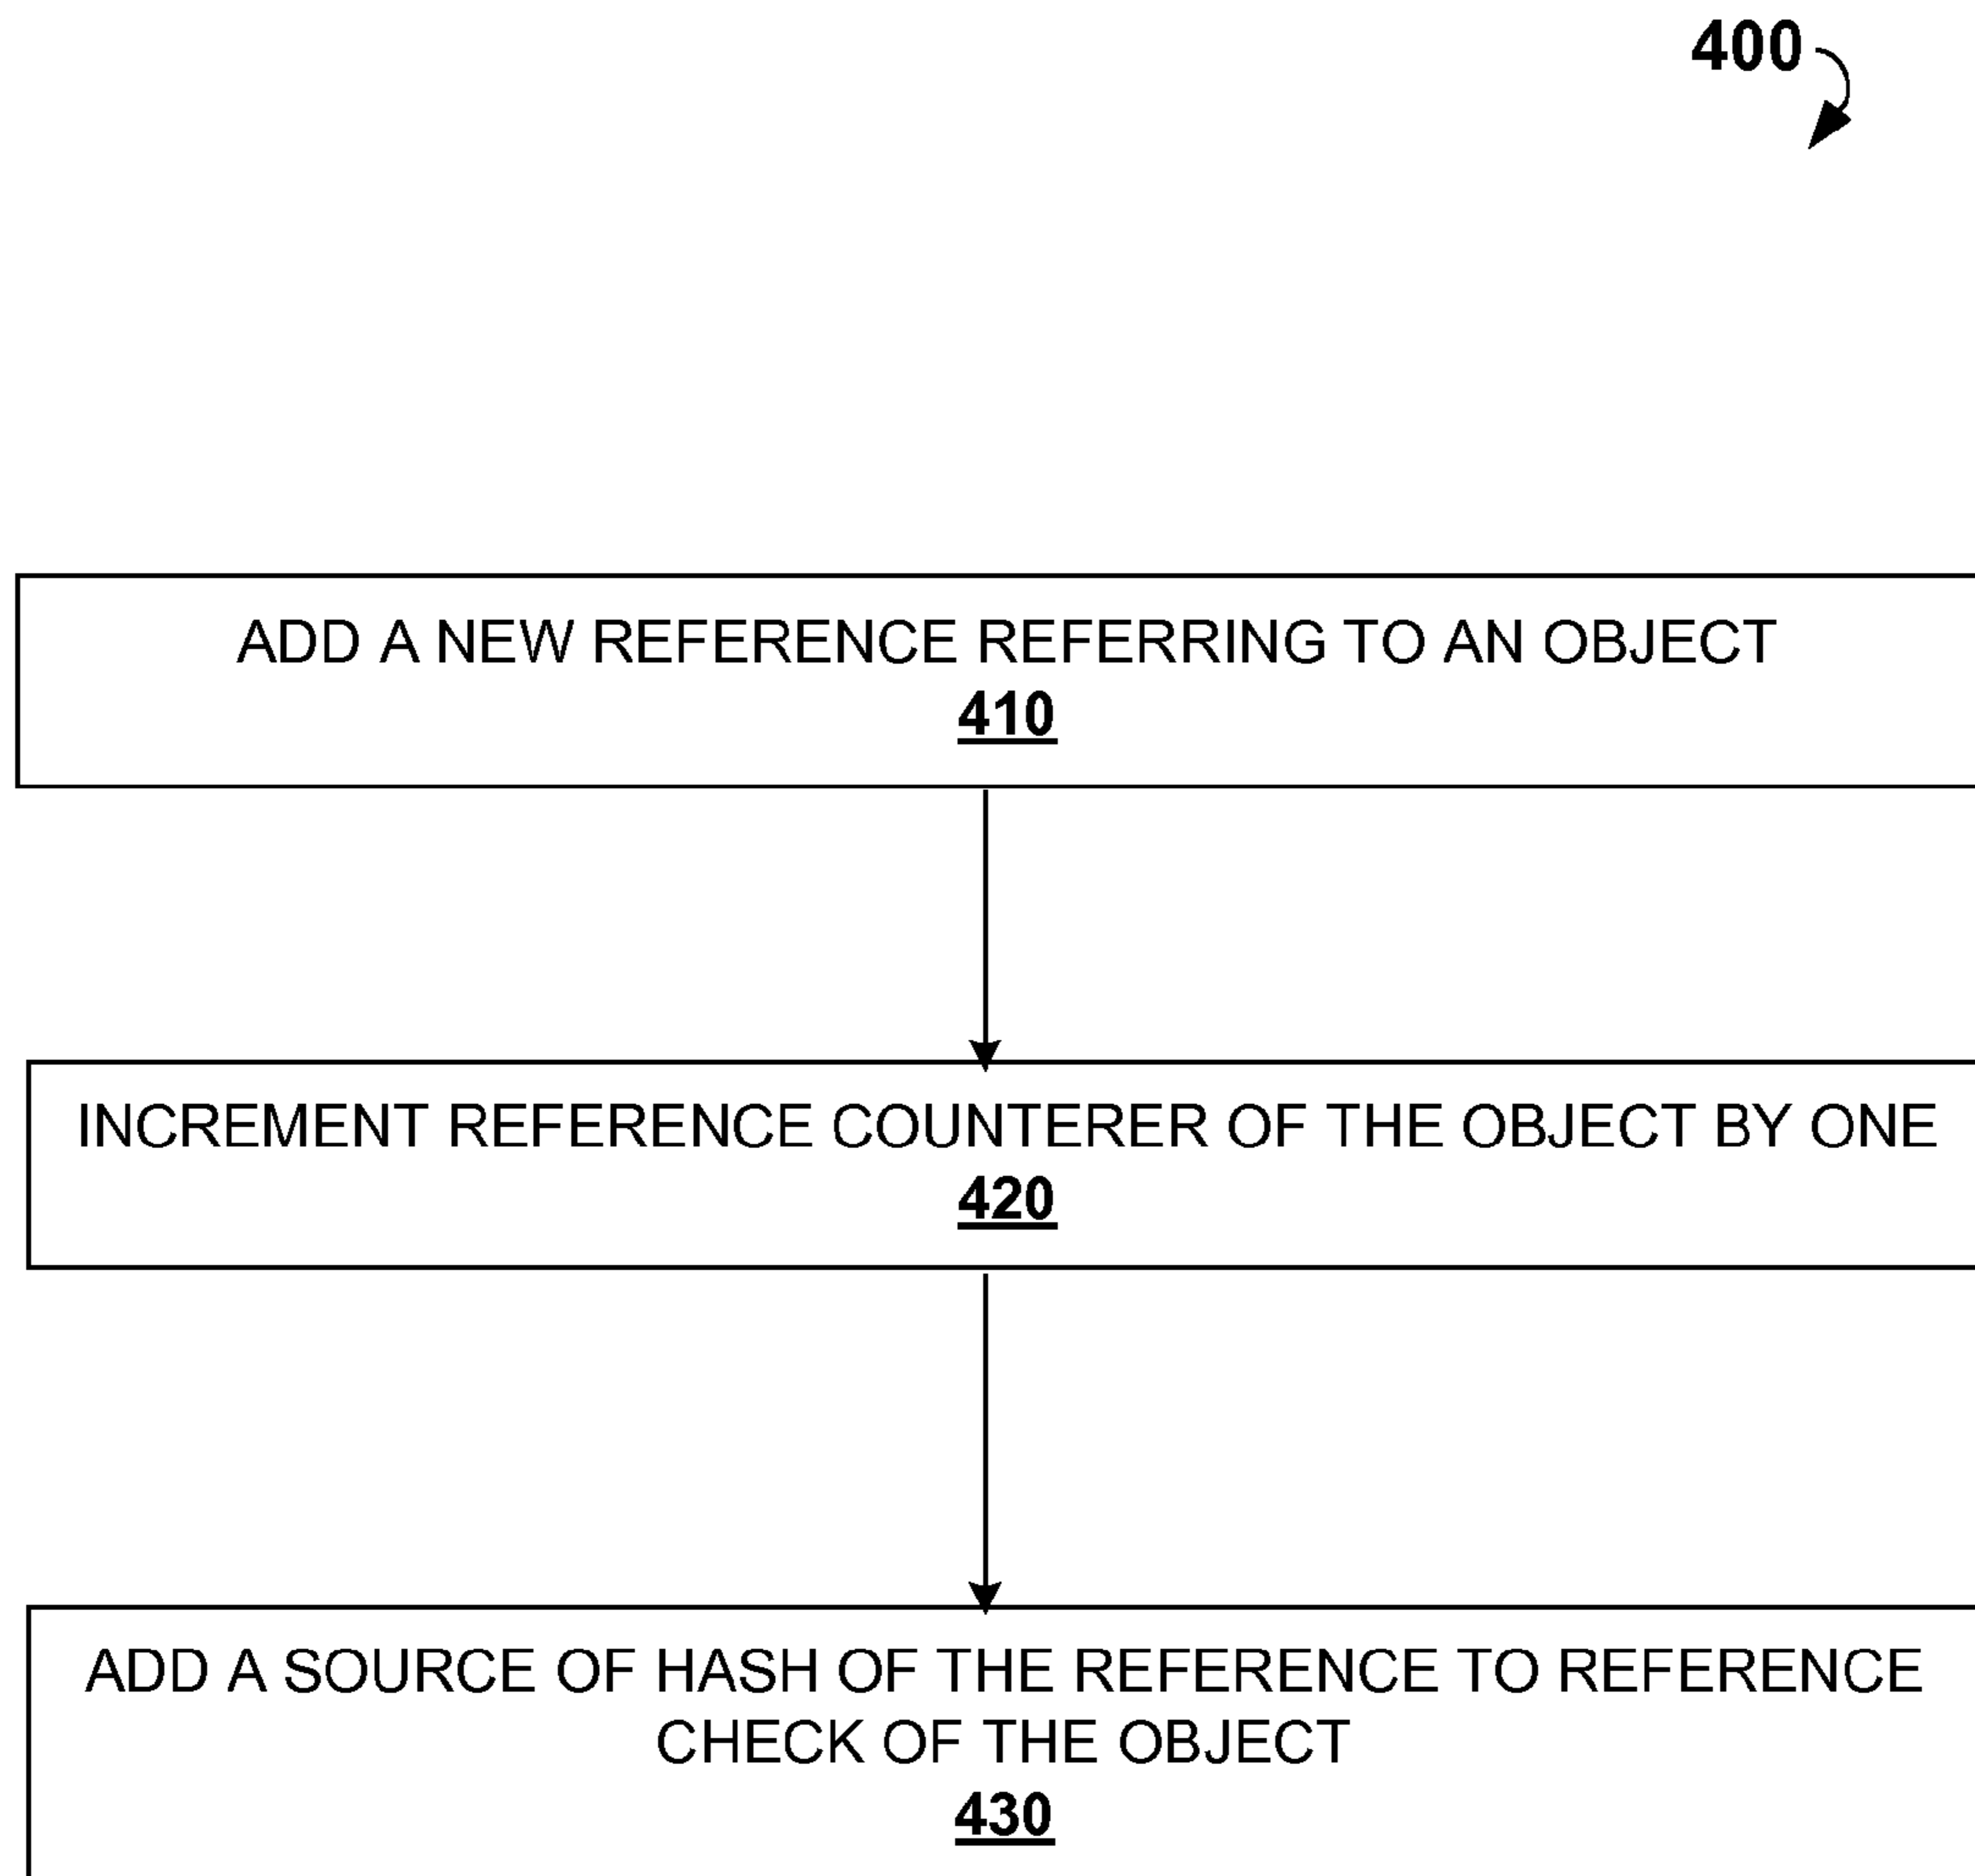 400
ADD A NEW REFERENCE REFERRING TO AN OBJECT
410
INCREMENT REFERENCE COUNTERER OF THE OBJECT BY ONE
420
ADD A SOURCE OF HASH OF THE REFERENCE TO REFERENCE
CHECK OF THE OBJECT
430